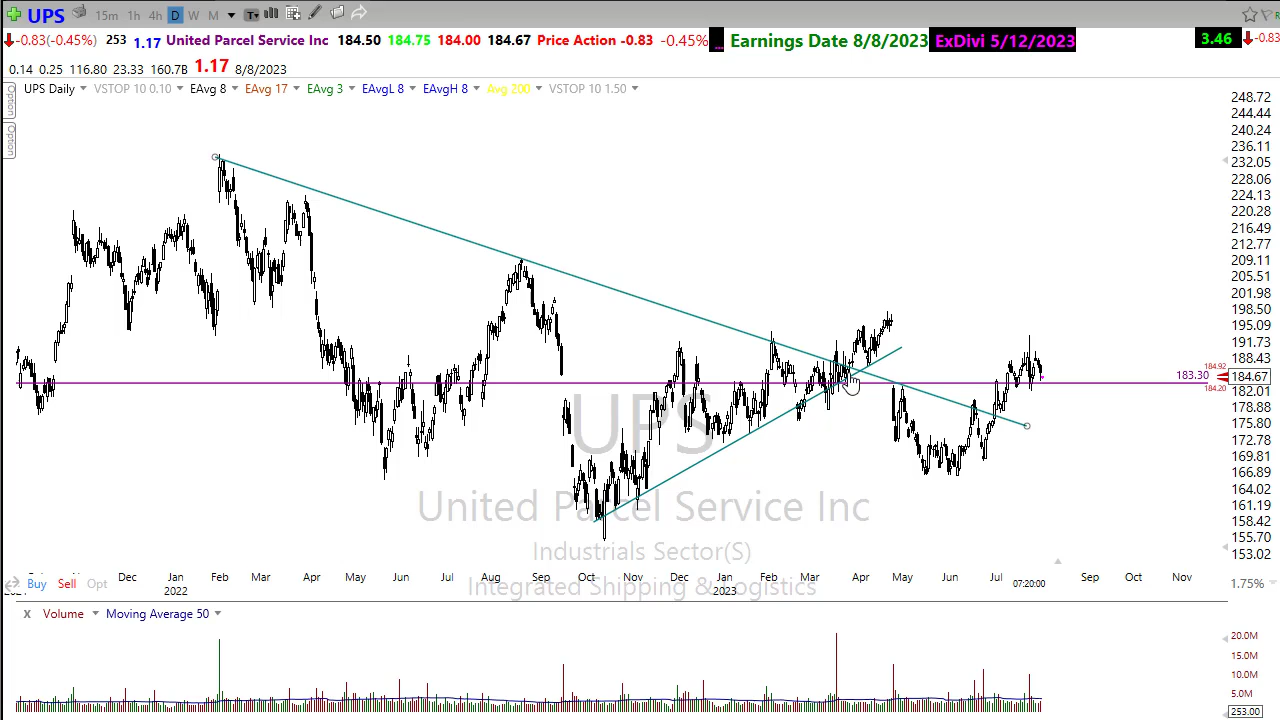 UPS 15m 1h 4h D W M T
-0.83(-0.45%) 253 1.17 United Parcel Service Inc 184.50 184.75 184.00 184.67 Price Action -0.83 -0.45% ... Earnings Date 8/8/2023 ExDivi 5/12/2023 3.46 -0.83
0.14 0.25 116.80 23.33 160.7B 1.17 8/8/2023
UPS Daily VSTOP 10 0.10 EAvg 8 EAvg 17 EAvg 3 EAvgL 8 EAvgH 8 Avg 200 VSTOP 10 1.50
Option
Option
248.72
244.44
240.24
236.11
232.05
228.06
224.13
220.28
216.49
212.77
209.11
205.51
201.98
198.50
195.09
191.73
188.43
184.92
183.30 184.67
184.20
182.01
178.88
175.80
172.78
169.81
166.89
164.02
161.19
158.42
155.70
153.02
UPS
United Parcel Service Inc
Industrials Sector(S)
Integrated Shipping & Logistics
Dec Jan Feb Mar Apr May Jun Jul Aug Sep Oct Nov Dec Feb Mar Apr May Jun Jul 07:20:00 Sep Oct Nov
Buy Sell Opt 1.75%
2022 2023
X Volume Moving Average 50
20.0M
15.0M
10.0M
5.0M
253.00